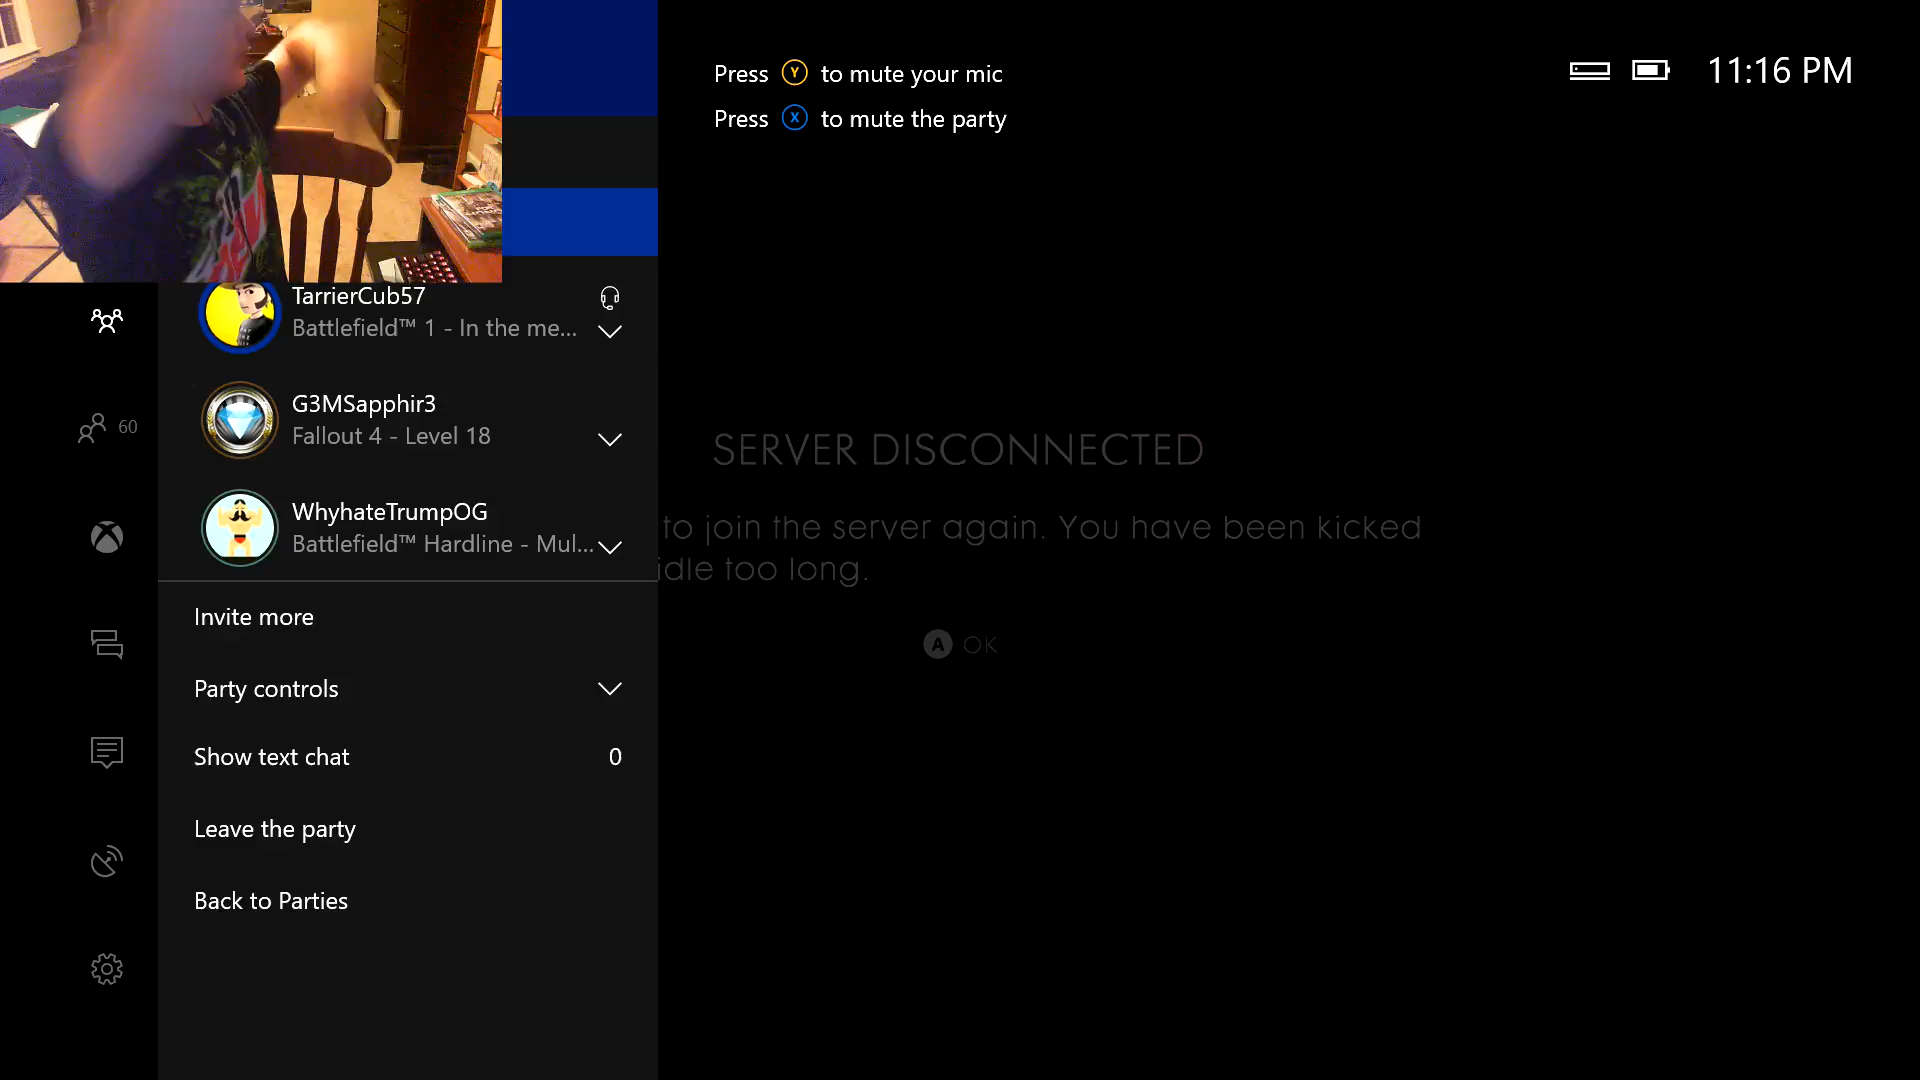 Press Y to mute your mic
Press X to mute the party
11:16 PM
TarrierCub57
Battlefield™ 1 - In the me...
60
G3MSapphir3
Fallout 4 - Level 18
WhyhateTrumpOG
Battlefield™ Hardline - Mul...
SERVER DISCONNECTED
to join the server again. You have been kicked
idle too long.
A OK
Invite more
Party controls
Show text chat 0
Leave the party
Back to Parties